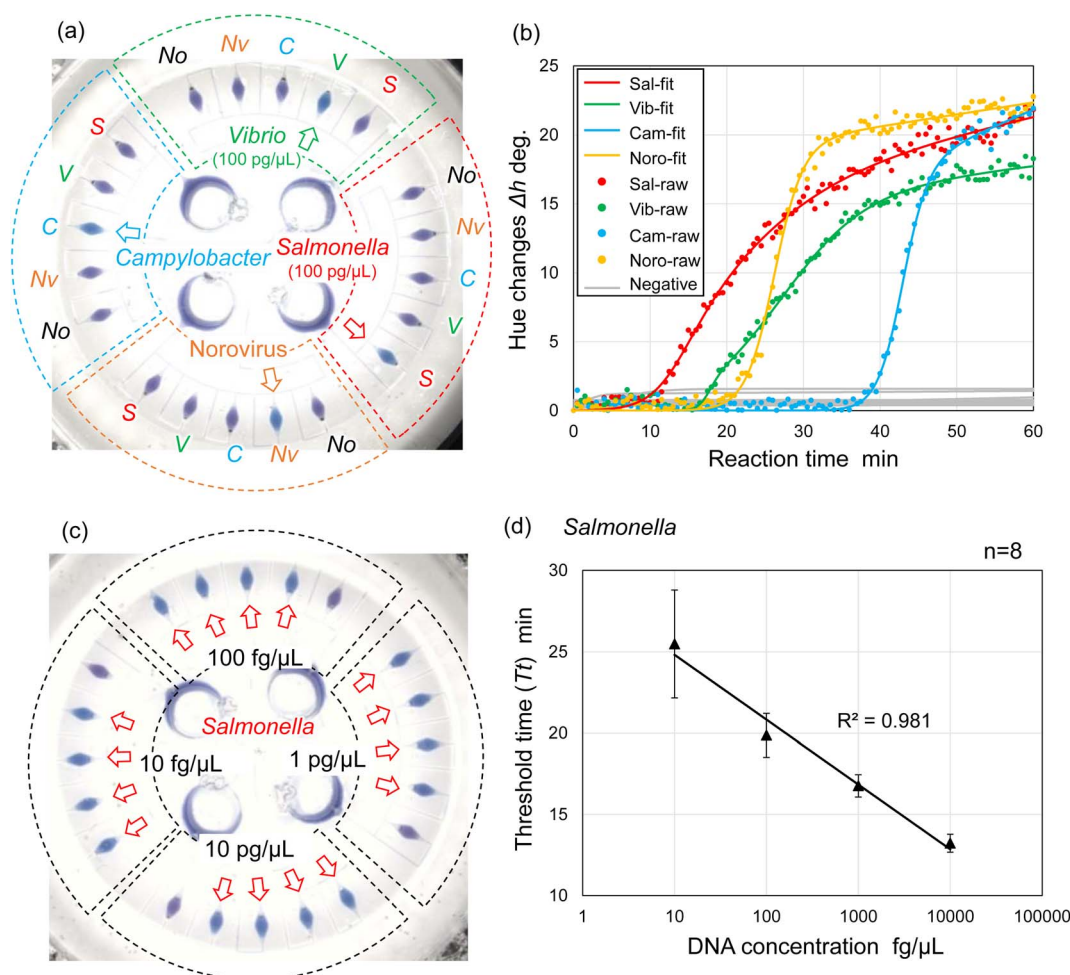 (a)
No
Nv
C
V
S
Vibrio
(100 pg/μL)
S
V
C
Nv
No
Campylobacter
No
Nv
C
V
S
Salmonella
(100 pg/μL)
Norovirus
S
V
C
Nv
No
(b)
25
20
15
10
5
0
Hue changes Δh deg.
Sal-fit
Vib-fit
Cam-fit
Noro-fit
Sal-raw
Vib-raw
Cam-raw
Noro-raw
Negative
0 10 20 30 40 50 60
Reaction time min
(c)
100 fg/μL
Salmonella
10 fg/μL
1 pg/μL
10 pg/μL
(d) Salmonella
n=8
30
25
20
15
10
Threshold time (Tt) min
R² = 0.981
1 10 100 1000 10000 100000
DNA concentration fg/μL